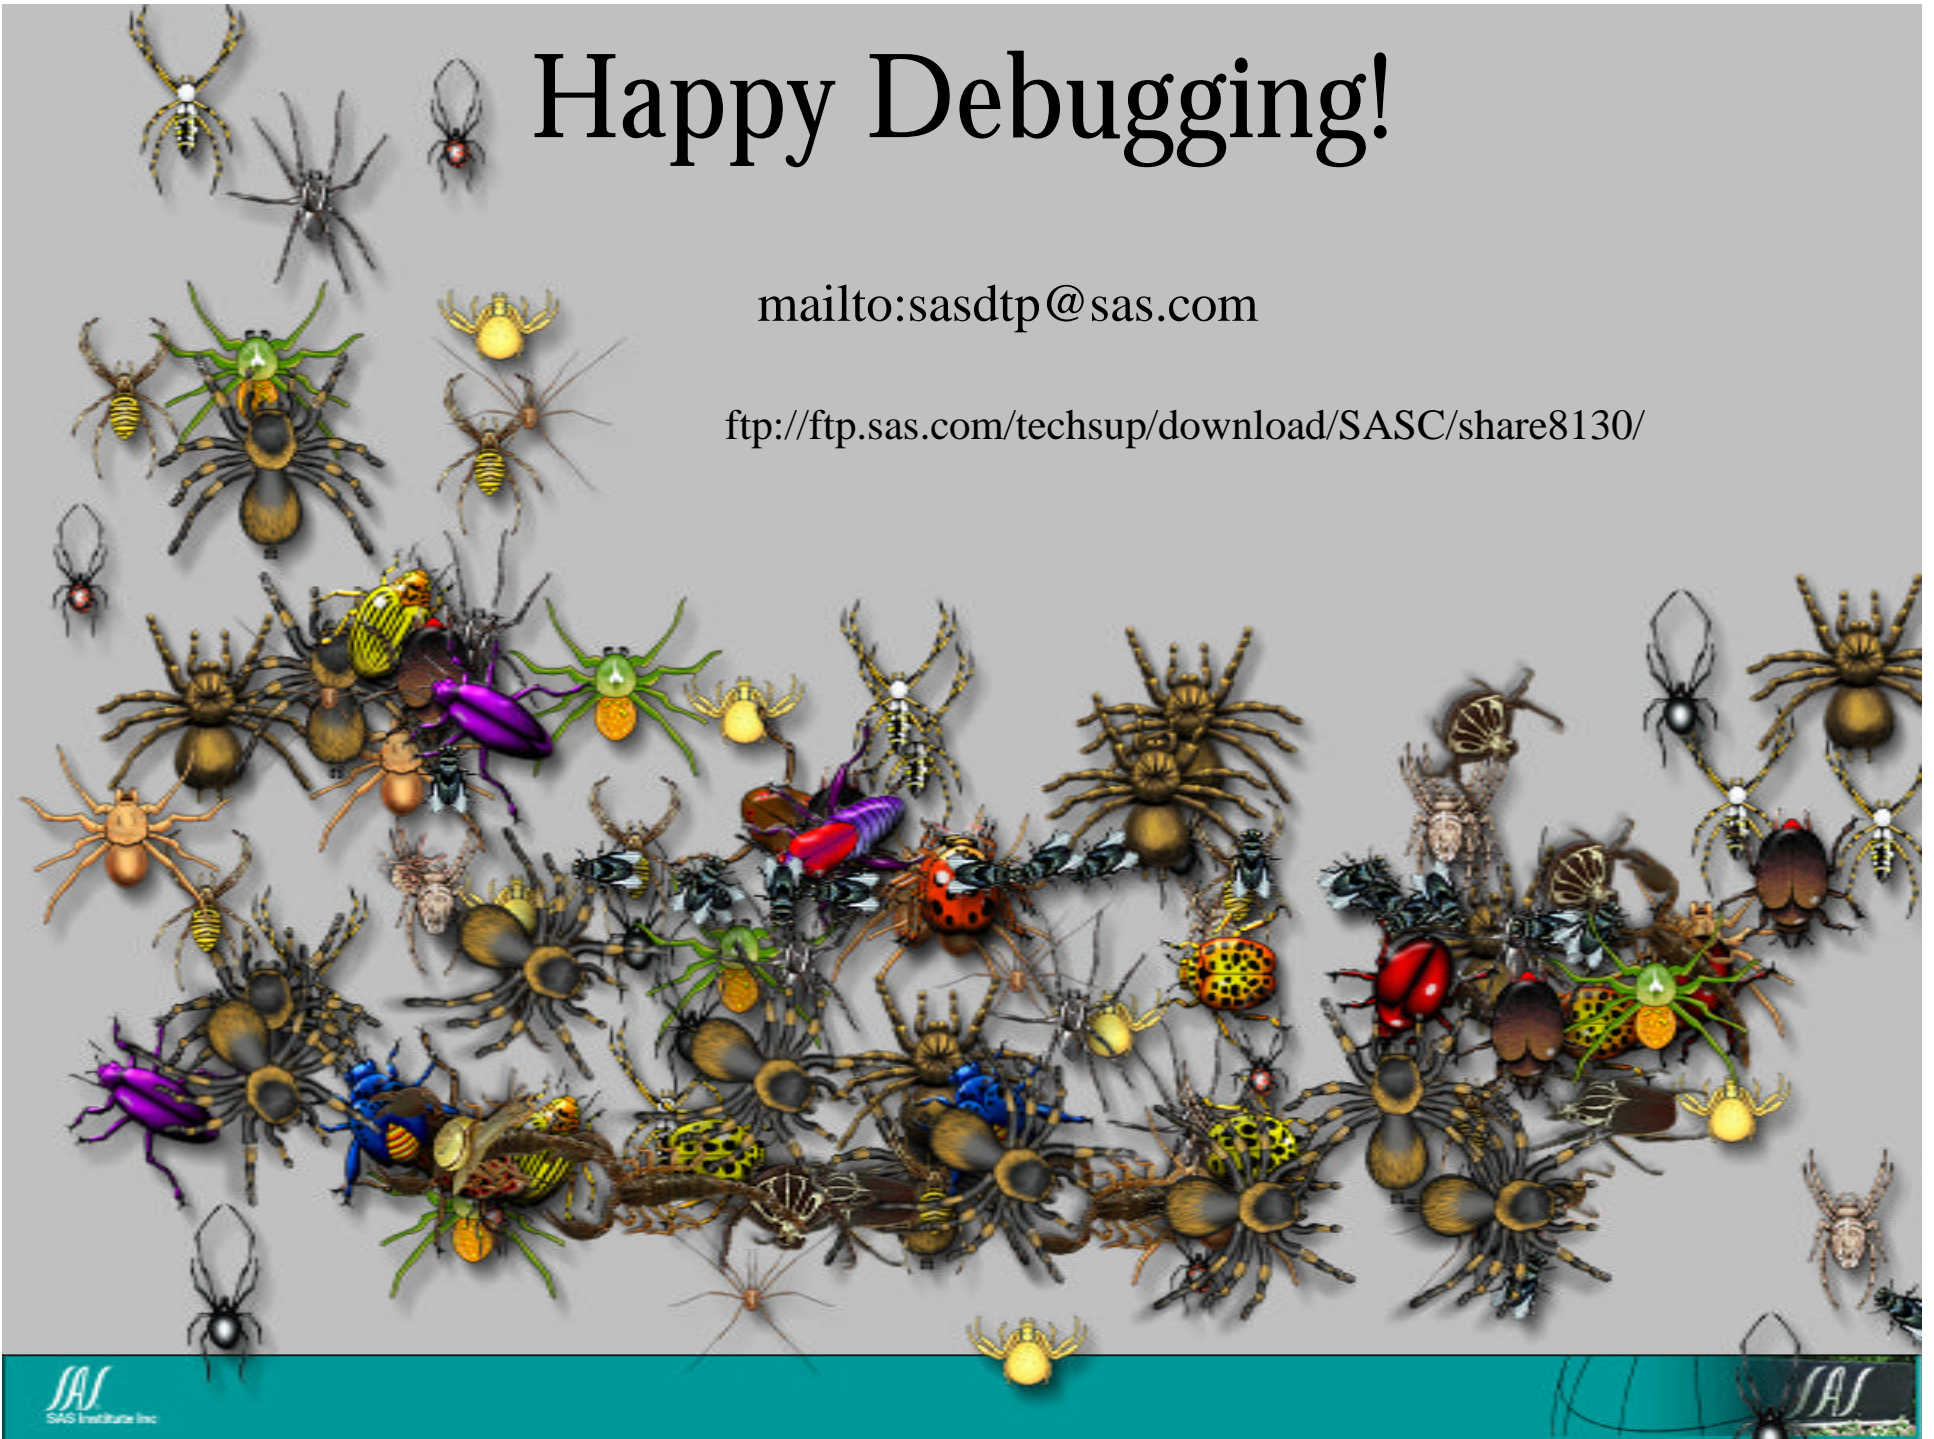 Happy Debugging!
mailto:sasdtp@sas.com
ftp://ftp.sas.com/techsup/download/SASC/share8130/
SAS
SAS Institute Inc
SAS